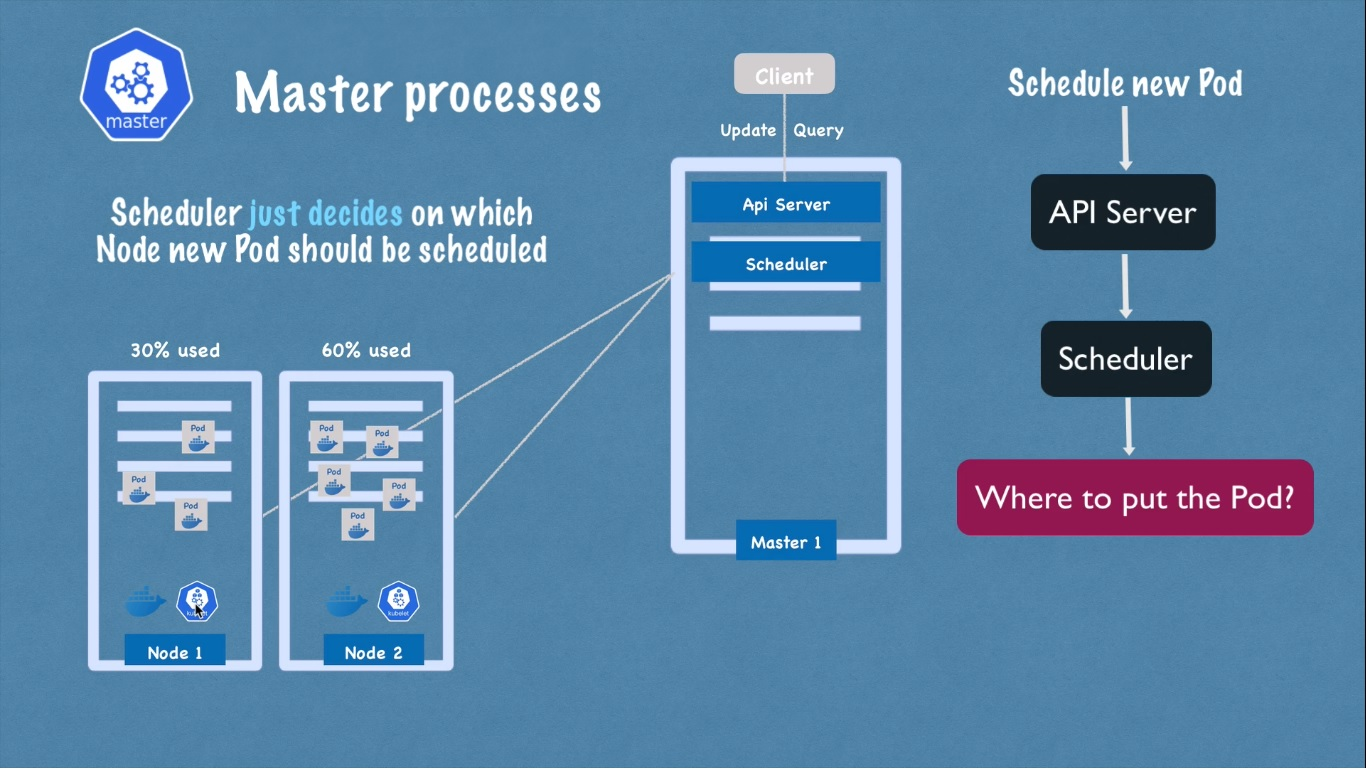 master
Master processes
Scheduler just decides on which
Node new Pod should be scheduled
30% used
60% used
Pod
Pod
Pod
Pod
Pod
Pod
Pod
Pod
kubelet
Node 1
Node 2
Client
Update
Query
Api Server
Scheduler
Master 1
Schedule new Pod
API Server
Scheduler
Where to put the Pod?